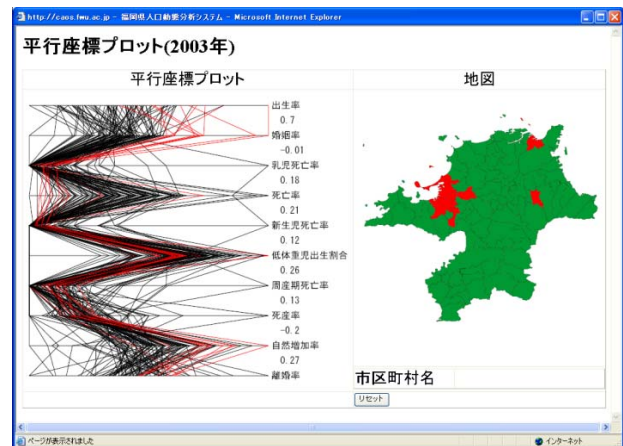 http://caos.fwu.ac.jp - 福岡県人口動態分析システム - Microsoft Internet Explorer
平行座標プロット(2003年)
平行座標プロット
地図
出生率
0.7
婚姻率
-0.01
乳児死亡率
0.18
死亡率
0.21
新生児死亡率
0.12
低体重児出生割合
0.26
周産期死亡率
0.13
死産率
-0.2
自然増加率
0.27
離婚率
市区町村名
リセット
ページが表示されました
インターネット